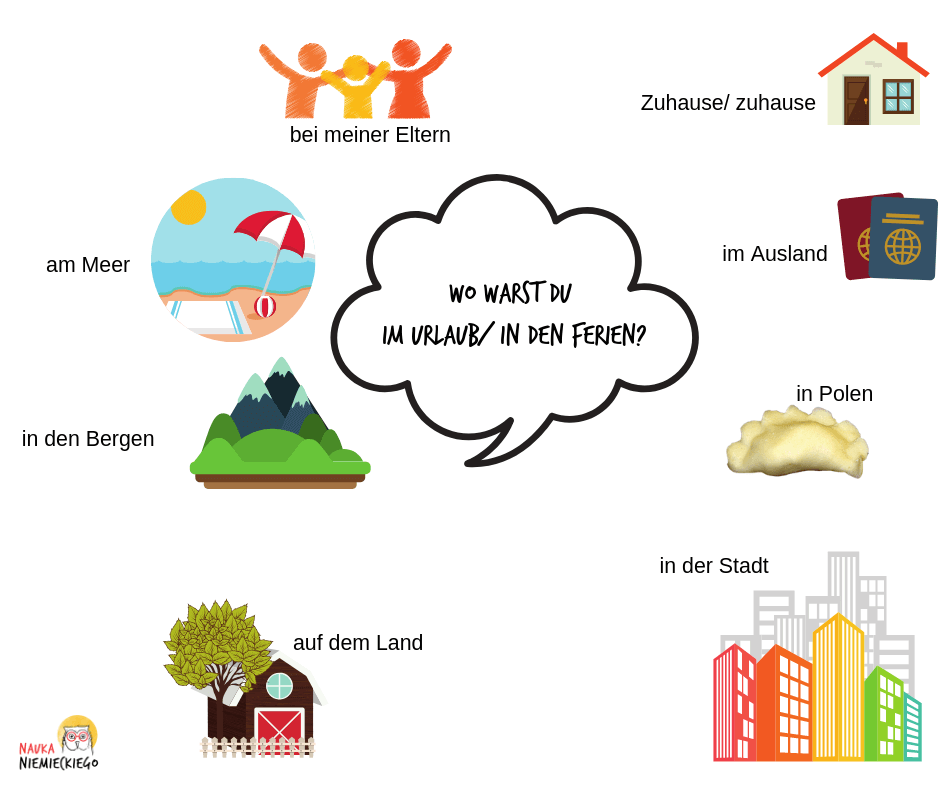 bei meiner Eltern
Zuhause/ zuhause
am Meer
im Ausland
WO WARST DU
IM URLAUB/ IN DEN FERIEN?
in den Bergen
in Polen
in der Stadt
auf dem Land
NAUKA
NIEMIECKIEGO